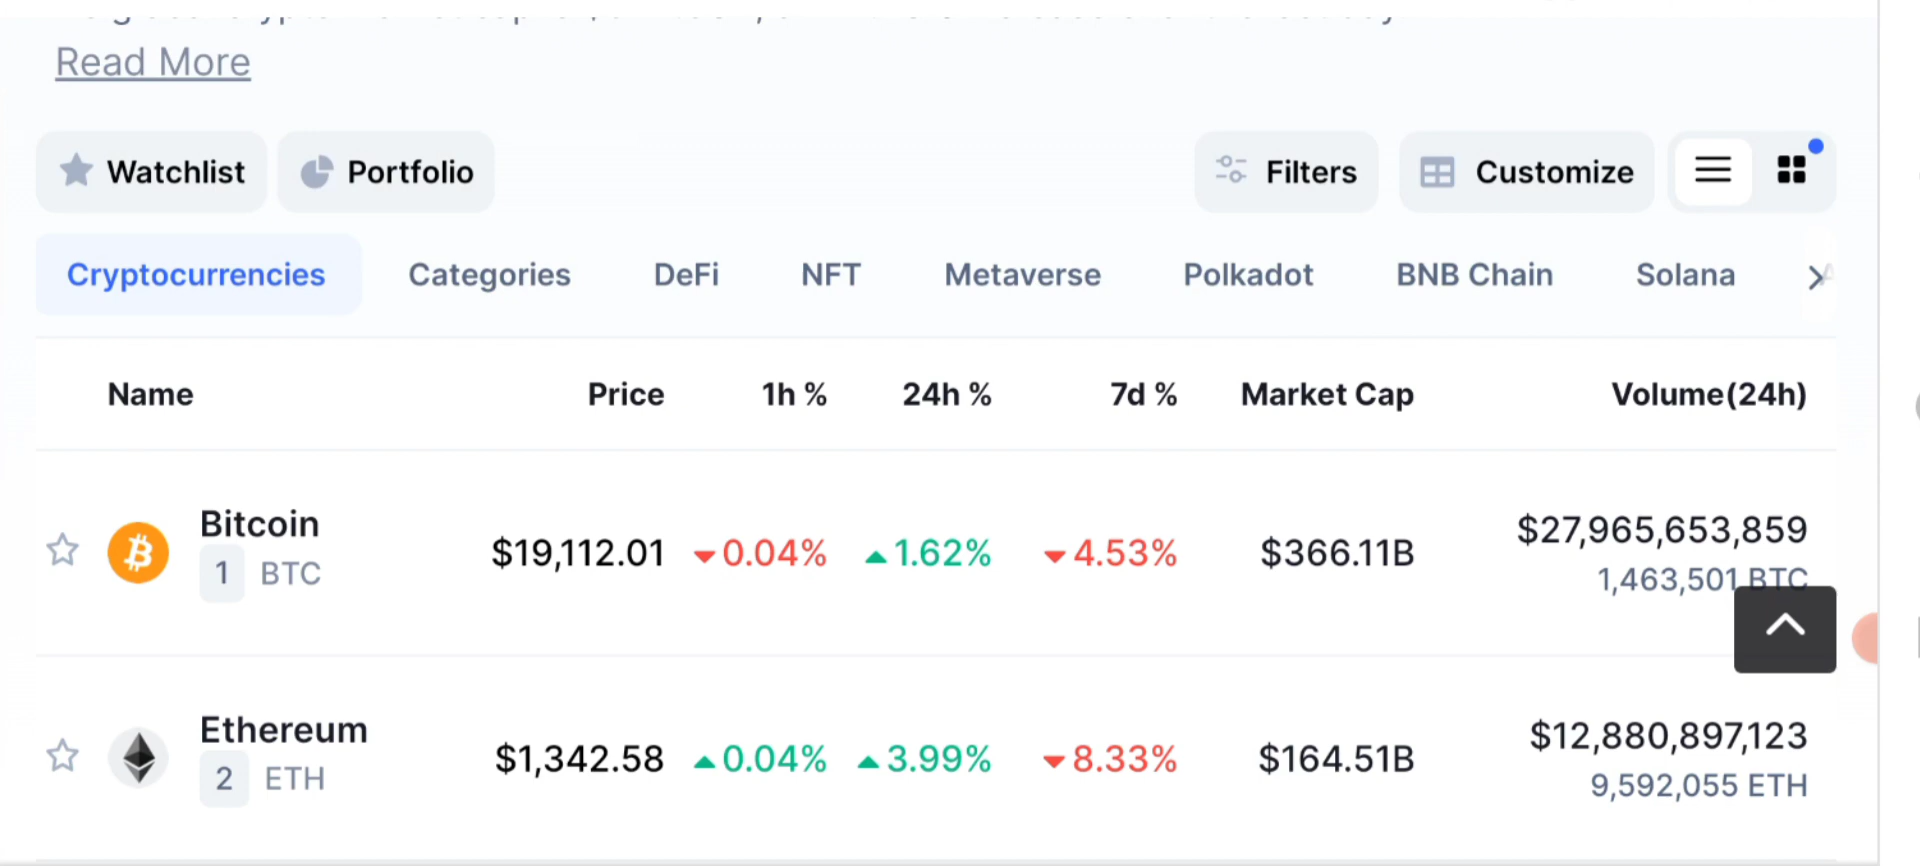 Read More
Watchlist Portfolio Filters Customize
Cryptocurrencies Categories DeFi NFT Metaverse Polkadot BNB Chain Solana
Name Price 1h % 24h % 7d % Market Cap Volume(24h)
Bitcoin
1 BTC $19,112.01 0.04% 1.62% 4.53% $366.11B $27,965,653,859
1,463,501 BTC
Ethereum
2 ETH $1,342.58 0.04% 3.99% 8.33% $164.51B $12,880,897,123
9,592,055 ETH